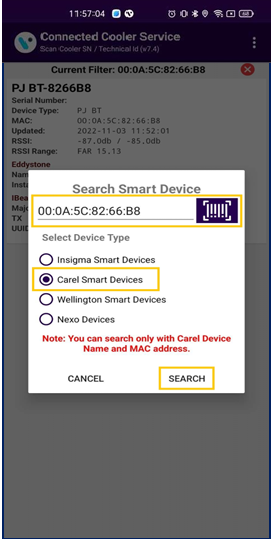 11:57:04
68
Connected Cooler Service
Scan Cooler SN / Technical Id (v7.4)
Current Filter: 00:0A:5C:82:66:B8
PJ BT-8266B8
Serial Number:
Device Type: PJ BT
MAC: 00:0A:5C:82:66:B8
Updated: 2022-11-03 11:52:01
RSSI: -87.0db / -85.0db
RSSI Range: FAR 15.13
Eddystone
Nam
Insta
IBea
Majo
TX
UUID
Search Smart Device
00:0A:5C:82:66:B8
Select Device Type
Insigma Smart Devices
Carel Smart Devices
Wellington Smart Devices
Nexo Devices
Note: You can search only with Carel Device
Name and MAC address.
CANCEL SEARCH